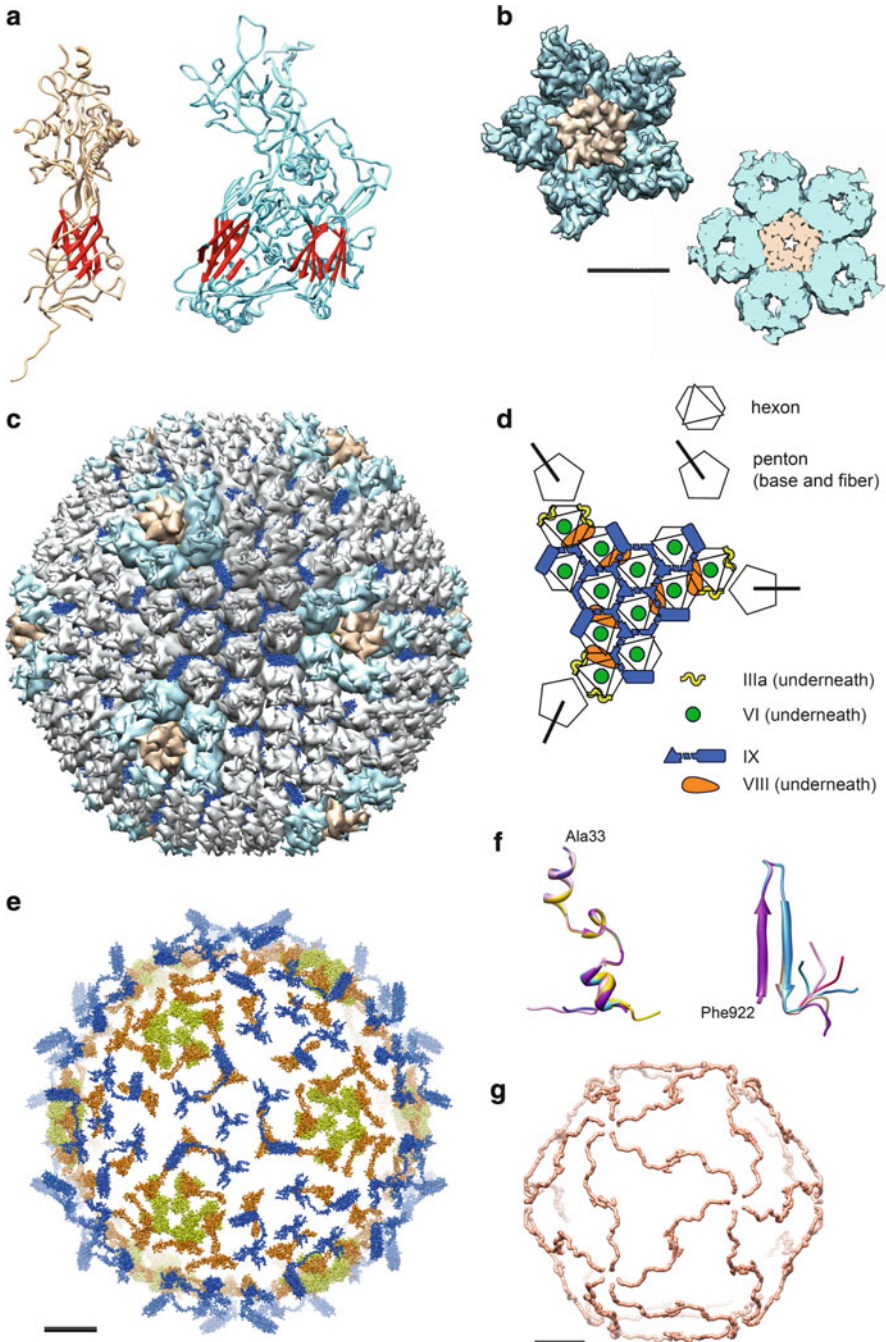 a
b
c
d
hexon
penton
(base and fiber)
IIIa (underneath)
VI (underneath)
IX
VIII (underneath)
f
Ala33
Phe922
e
g